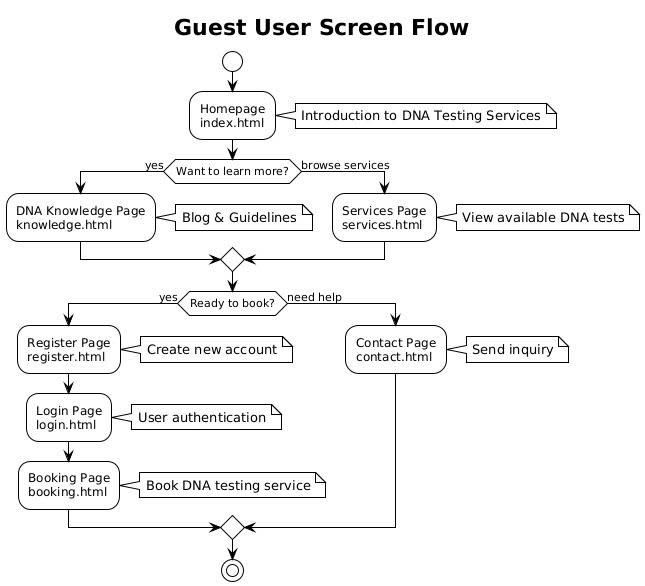 Guest User Screen Flow
Homepage
index.html
Introduction to DNA Testing Services
Want to learn more?
yes
browse services
DNA Knowledge Page
knowledge.html
Blog & Guidelines
Services Page
services.html
View available DNA tests
Ready to book?
yes
need help
Register Page
register.html
Create new account
Contact Page
contact.html
Send inquiry
Login Page
login.html
User authentication
Booking Page
booking.html
Book DNA testing service